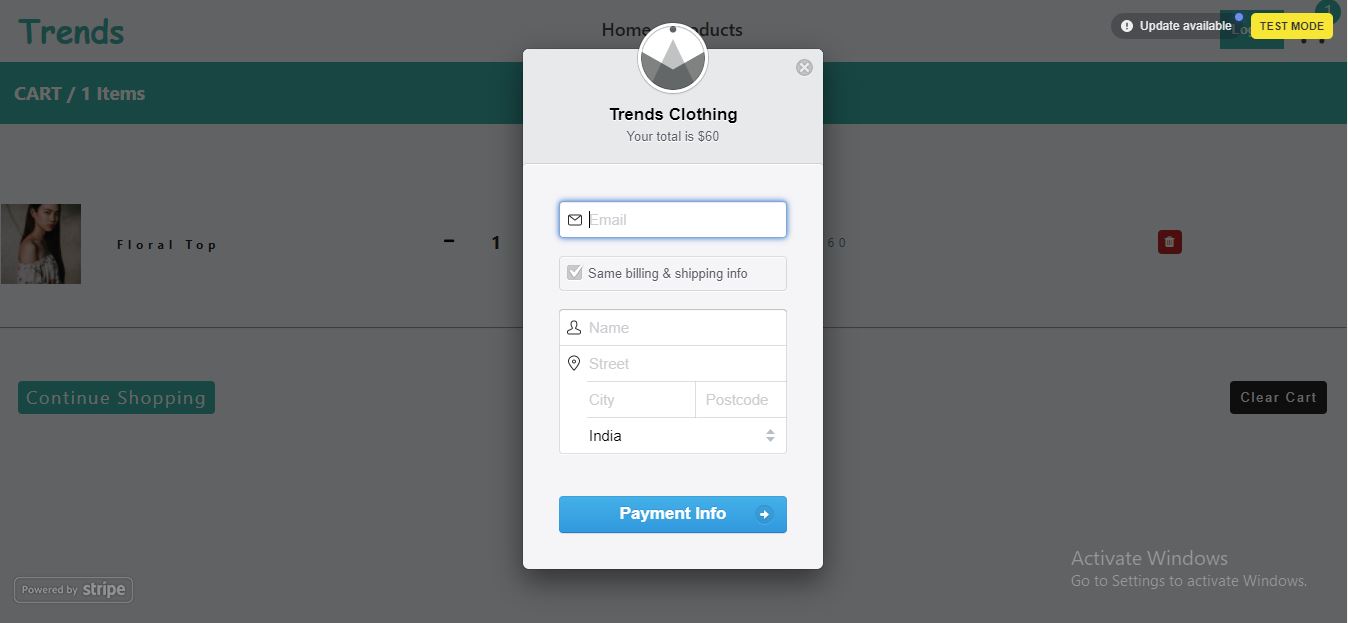 Trends
Home
ducts
Update available
TEST MODE
CART / 1 Items
Trends Clothing
Your total is $60
Email
Floral Top
1
60
Same billing & shipping info
Name
Street
City
Postcode
India
Continue Shopping
Clear Cart
Payment Info
Activate Windows
Go to Settings to activate Windows.
Powered by stripe